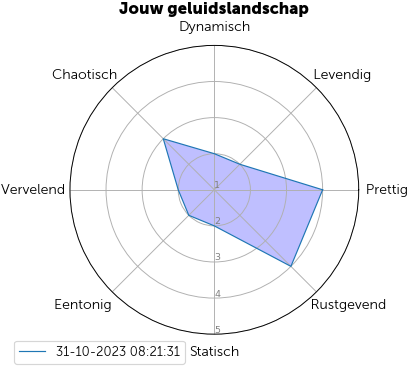 Jouw geluidslandschap
Dynamisch
Chaotisch
Levendig
Vervelend
Prettig
1
2
3
4
5
Eentonig
Rustgevend
31-10-2023 08:21:31
Statisch